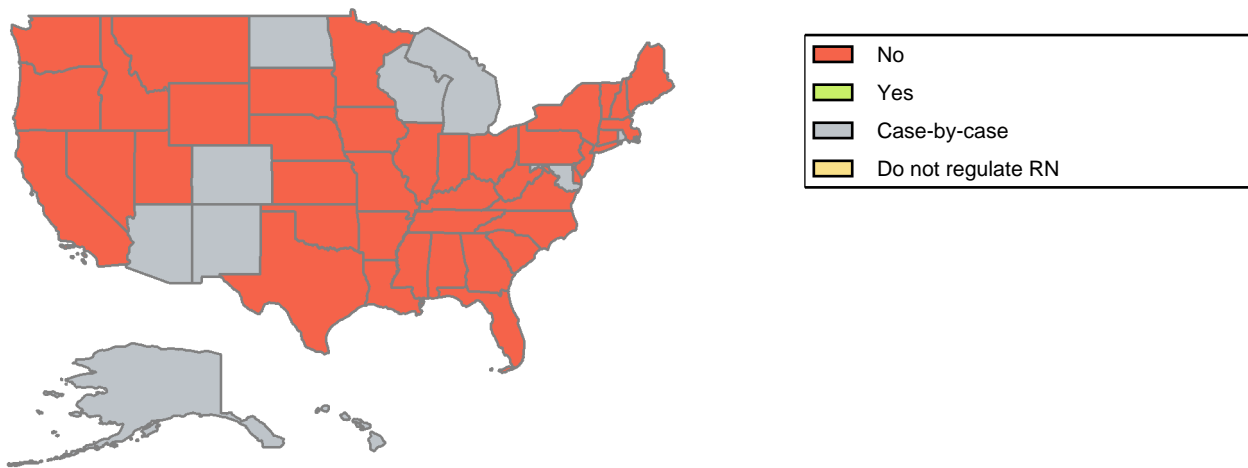 No
Yes
Case-by-case
Do not regulate RN